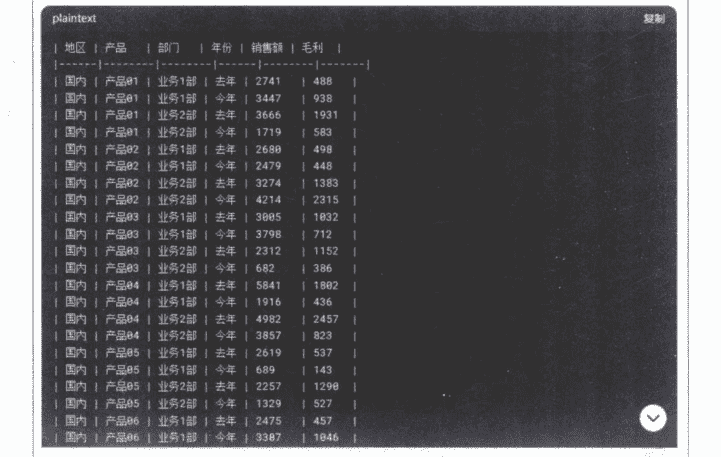 plaintext 复制
| 地区 | 产品 | 部门 | 年份 | 销售额 | 毛利 |
|------|--------|--------|------|--------|-------|
| 国内 | 产品01 | 业务1部 | 去年 | 2741 | 488 |
| 国内 | 产品01 | 业务1部 | 今年 | 3447 | 938 |
| 国内 | 产品01 | 业务2部 | 去年 | 3666 | 1931 |
| 国内 | 产品01 | 业务2部 | 今年 | 1719 | 583 |
| 国内 | 产品02 | 业务1部 | 去年 | 2680 | 498 |
| 国内 | 产品02 | 业务1部 | 今年 | 2479 | 448 |
| 国内 | 产品02 | 业务2部 | 去年 | 3274 | 1383 |
| 国内 | 产品02 | 业务2部 | 今年 | 4214 | 2315 |
| 国内 | 产品03 | 业务1部 | 去年 | 3005 | 1032 |
| 国内 | 产品03 | 业务1部 | 今年 | 3798 | 712 |
| 国内 | 产品03 | 业务2部 | 去年 | 2312 | 1152 |
| 国内 | 产品03 | 业务2部 | 今年 | 682 | 386 |
| 国内 | 产品04 | 业务1部 | 去年 | 5841 | 1802 |
| 国内 | 产品04 | 业务1部 | 今年 | 1916 | 436 |
| 国内 | 产品04 | 业务2部 | 去年 | 4982 | 2457 |
| 国内 | 产品04 | 业务2部 | 今年 | 3857 | 823 |
| 国内 | 产品05 | 业务1部 | 去年 | 2619 | 537 |
| 国内 | 产品05 | 业务1部 | 今年 | 689 | 143 |
| 国内 | 产品05 | 业务2部 | 去年 | 2257 | 1290 |
| 国内 | 产品05 | 业务2部 | 今年 | 1329 | 527 |
| 国内 | 产品06 | 业务1部 | 去年 | 2475 | 457 |
| 国内 | 产品06 | 业务1部 | 今年 | 3387 | 1046 |